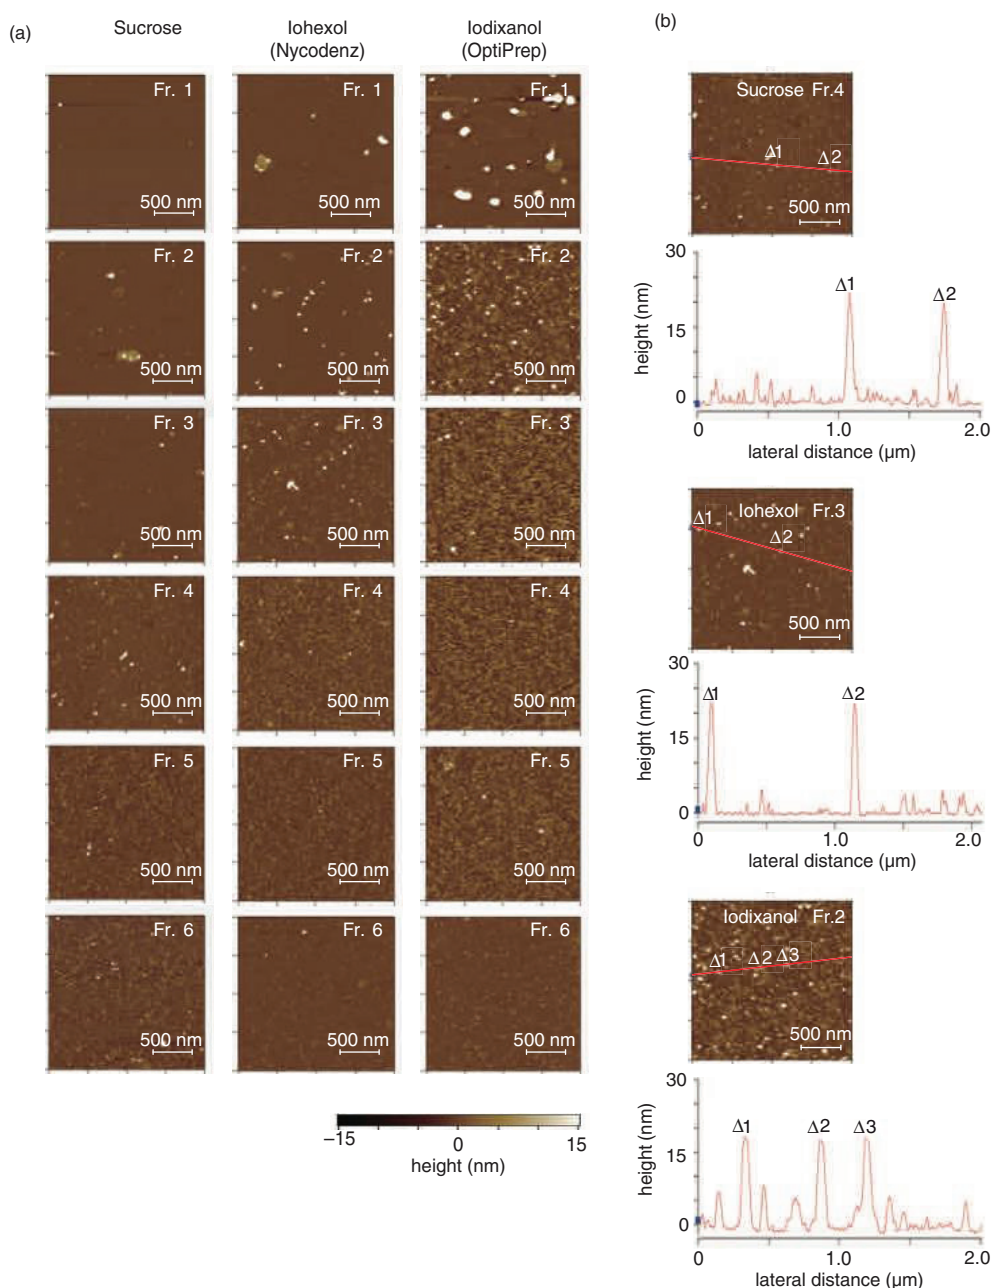 (a)
Sucrose
Iohexol
(Nycodenz)
Iodixanol
(OptiPrep)
Fr. 1
500 nm
Fr. 1
500 nm
Fr. 1
500 nm
Fr. 2
500 nm
Fr. 2
500 nm
Fr. 2
500 nm
Fr. 3
500 nm
Fr. 3
500 nm
Fr. 3
500 nm
Fr. 4
500 nm
Fr. 4
500 nm
Fr. 4
500 nm
Fr. 5
500 nm
Fr. 5
500 nm
Fr. 5
500 nm
Fr. 6
500 nm
Fr. 6
500 nm
Fr. 6
500 nm
−15 0 15
height (nm)
(b)
Sucrose Fr.4
Δ1 Δ2
500 nm
30
15
0
height (nm)
Δ1 Δ2
0 1.0 2.0
lateral distance (µm)
Iohexol Fr.3
Δ1 Δ2
500 nm
30
15
0
height (nm)
Δ1 Δ2
0 1.0 2.0
lateral distance (µm)
Iodixanol Fr.2
Δ1 Δ2 Δ3
500 nm
30
15
0
height (nm)
Δ1 Δ2 Δ3
0 1.0 2.0
lateral distance (µm)